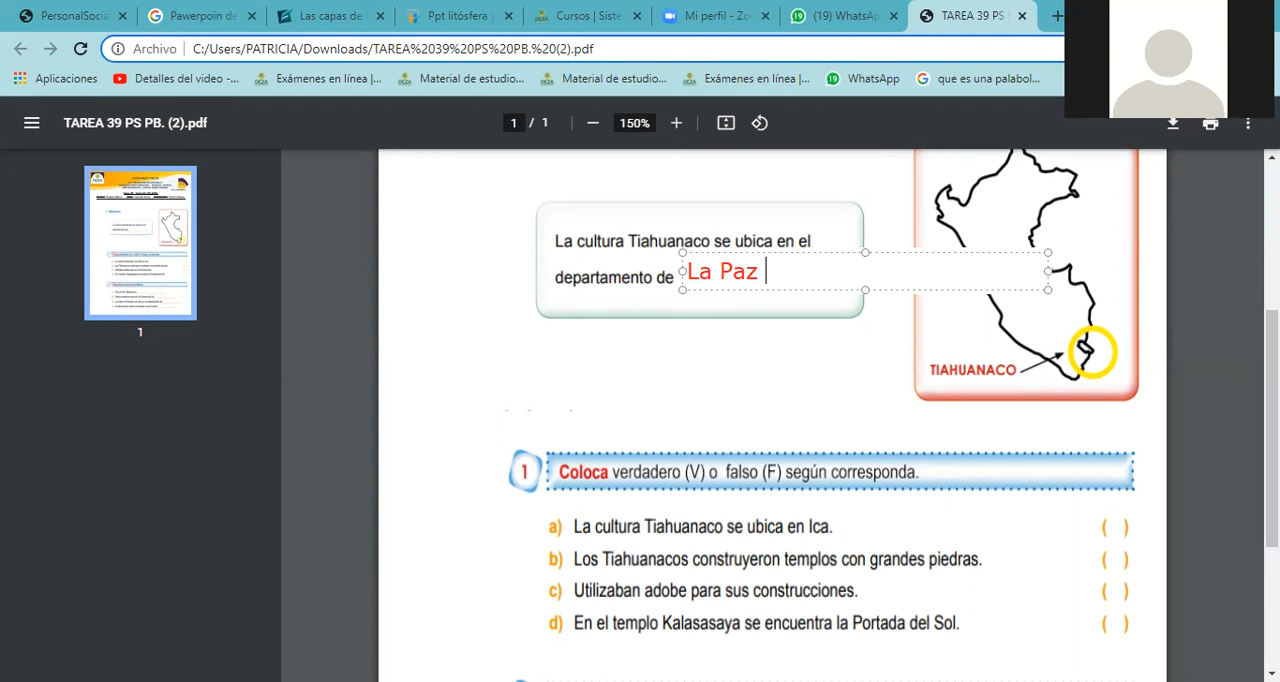 PersonalSocia
Pawerpoin de
Las capas de l
Ppt litósfera y
Cursos | Siste
Mi perfil - Zoo
(19) WhatsAp
TAREA 39 PS
Archivo
C:/Users/PATRICIA/Downloads/TAREA%2039%20PS%20PB.%20(2).pdf
Aplicaciones
Detalles del video -...
Exámenes en línea |...
Material de estudio...
Material de estudio...
Exámenes en línea |...
WhatsApp
que es una palabol...
TAREA 39 PS PB. (2).pdf
1 / 1
150%
La cultura Tiahuanaco se ubica en el
departamento de La Paz
TIAHUANACO
1 Coloca verdadero (V) o falso (F) según corresponda.
a) La cultura Tiahuanaco se ubica en Ica. ( )
b) Los Tiahuanacos construyeron templos con grandes piedras. ( )
c) Utilizaban adobe para sus construcciones. ( )
d) En el templo Kalasasaya se encuentra la Portada del Sol. ( )
1